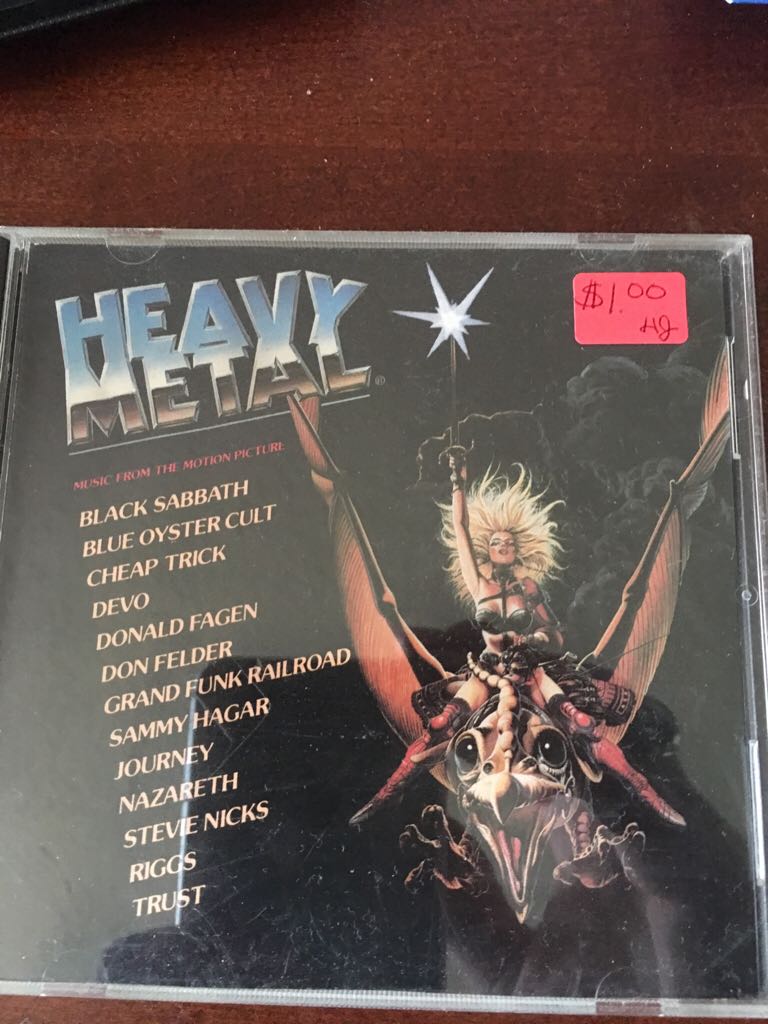 HEAVY
METAL®
$1.00
MUSIC FROM THE MOTION PICTURE
BLACK SABBATH
BLUE OYSTER CULT
CHEAP TRICK
DEVO
DONALD FAGEN
DON FELDER
GRAND FUNK RAILROAD
SAMMY HAGAR
JOURNEY
NAZARETH
STEVIE NICKS
RIGGS
TRUST